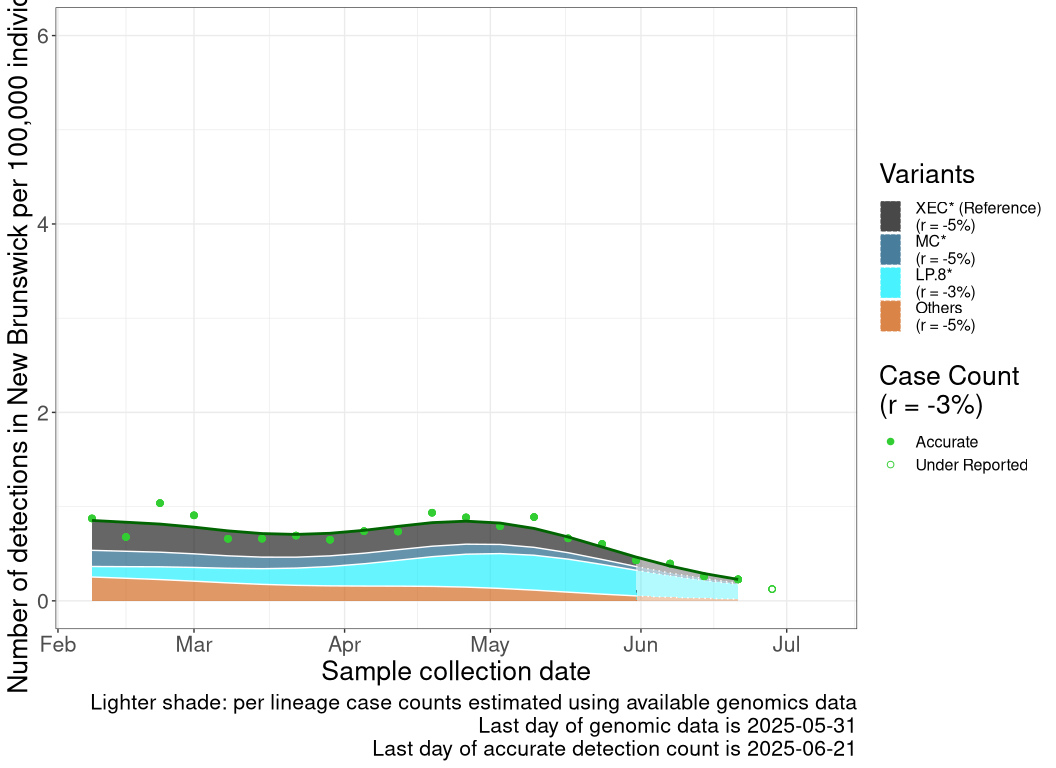 Number of detections in New Brunswick per 100,000
6
4
2
0
Feb
Mar
Apr
May
Jun
Jul
Sample collection date
Variants
XEC* (Reference)
(r = -5%)
MC*
(r = -5%)
LP.8*
(r = -3%)
Others
(r = -5%)
Case Count
(r = -3%)
Accurate
Under Reported
Lighter shade: per lineage case counts estimated using available genomics data
Last day of genomic data is 2025-05-31
Last day of accurate detection count is 2025-06-21